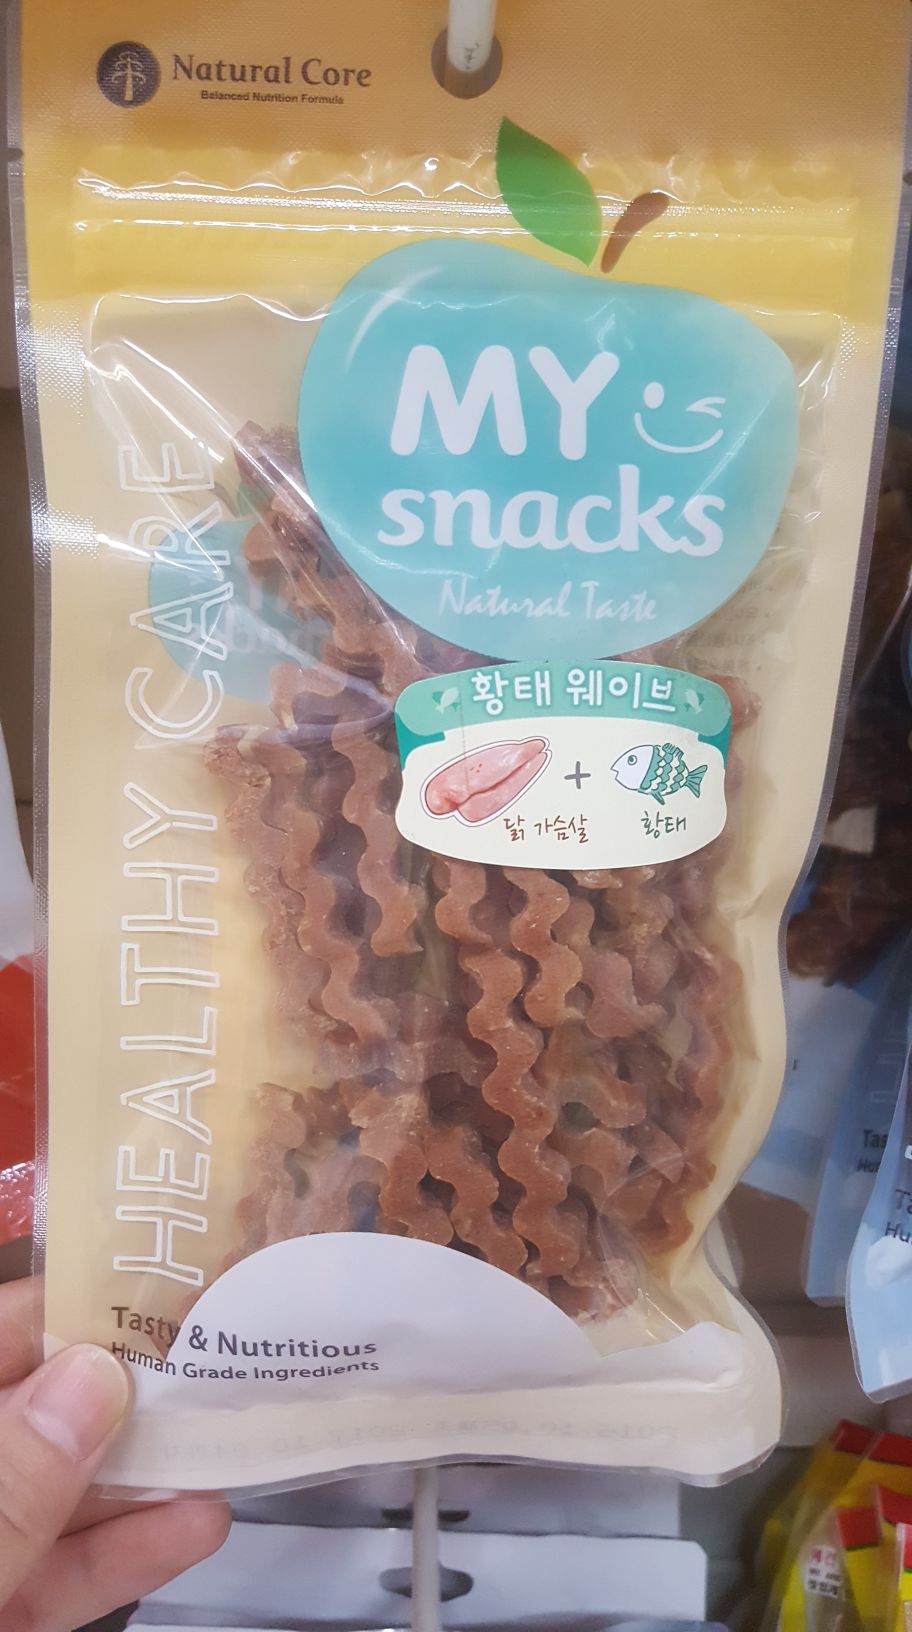 Natural Core
Balanced Nutrition Formula
MY
snacks
Natural Taste
황태 웨이브
닭 가슴살
+
황태
HEALTHY CARE
Tasty & Nutritious
Human Grade Ingredients